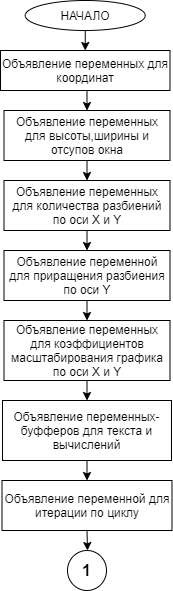 НАЧАЛО
Объявление переменных для
координат
Объявление переменных
для высоты,ширины и
отсупов окна
Объявление переменных
для количества разбиений
по оси X и Y
Объявление переменной
для приращения разбиения
по оси Y
Объявление переменных
для коэффициентов
масштабирования графика
по оси X и Y
Объявление переменных-
буфферов для текста и
вычислений
Объявление переменной для
итерации по циклу
1